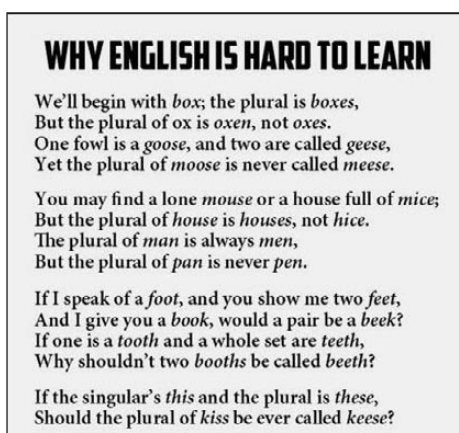 WHY ENGLISH IS HARD TO LEARN
We'll begin with box; the plural is boxes,
But the plural of ox is oxen, not oxes.
One fowl is a goose, and two are called geese,
Yet the plural of moose is never called meese.
You may find a lone mouse or a house full of mice;
But the plural of house is houses, not hice.
The plural of man is always men,
But the plural of pan is never pen.
If I speak of a foot, and you show me two feet,
And I give you a book, would a pair be a beek?
If one is a tooth and a whole set are teeth,
Why shouldn't two booths be called beeth?
If the singular's this and the plural is these,
Should the plural of kiss be ever called keese?